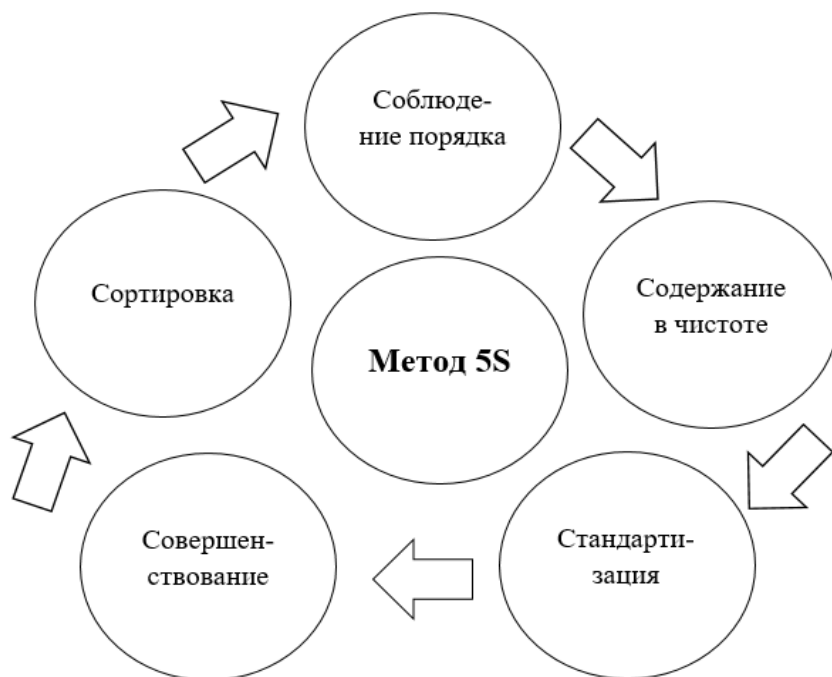 Соблюде-
ние порядка
Сортировка
Содержание
в чистоте
Метод 5S
Совершен-
ствование
Стандарти-
зация